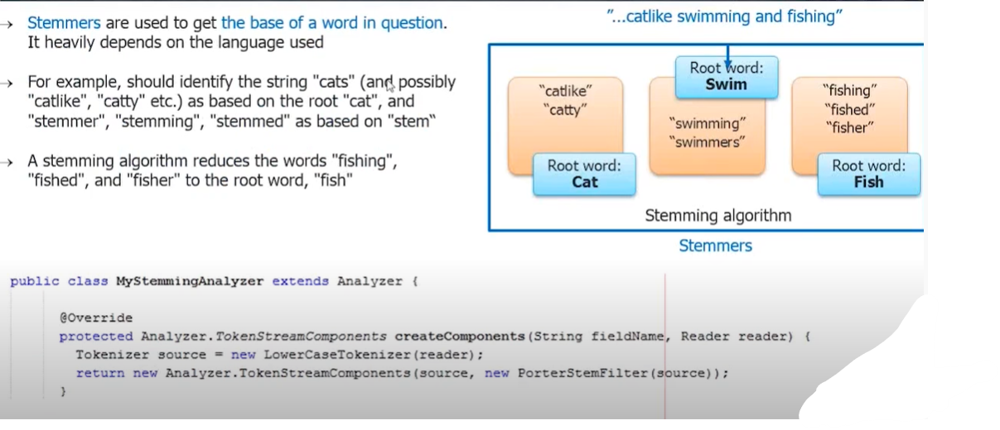 → Stemmers are used to get the base of a word in question.
It heavily depends on the language used
→ For example, should identify the string "cats" (and possibly
"catlike", "catty" etc.) as based on the root "cat", and
"stemmer", "stemming", "stemmed" as based on "stem“
→ A stemming algorithm reduces the words "fishing",
"fished", and "fisher" to the root word, "fish"
”...catlike swimming and fishing”
“catlike”
“catty”
Root word:
Cat
Root word:
Swim
“swimming”
“swimmers”
“fishing”
“fished”
“fisher”
Root word:
Fish
Stemming algorithm
Stemmers
public class MyStemmingAnalyzer extends Analyzer {
@Override
protected Analyzer.TokenStreamComponents createComponents(String fieldName, Reader reader) {
Tokenizer source = new LowerCaseTokenizer(reader);
return new Analyzer.TokenStreamComponents(source, new PorterStemFilter(source));
}